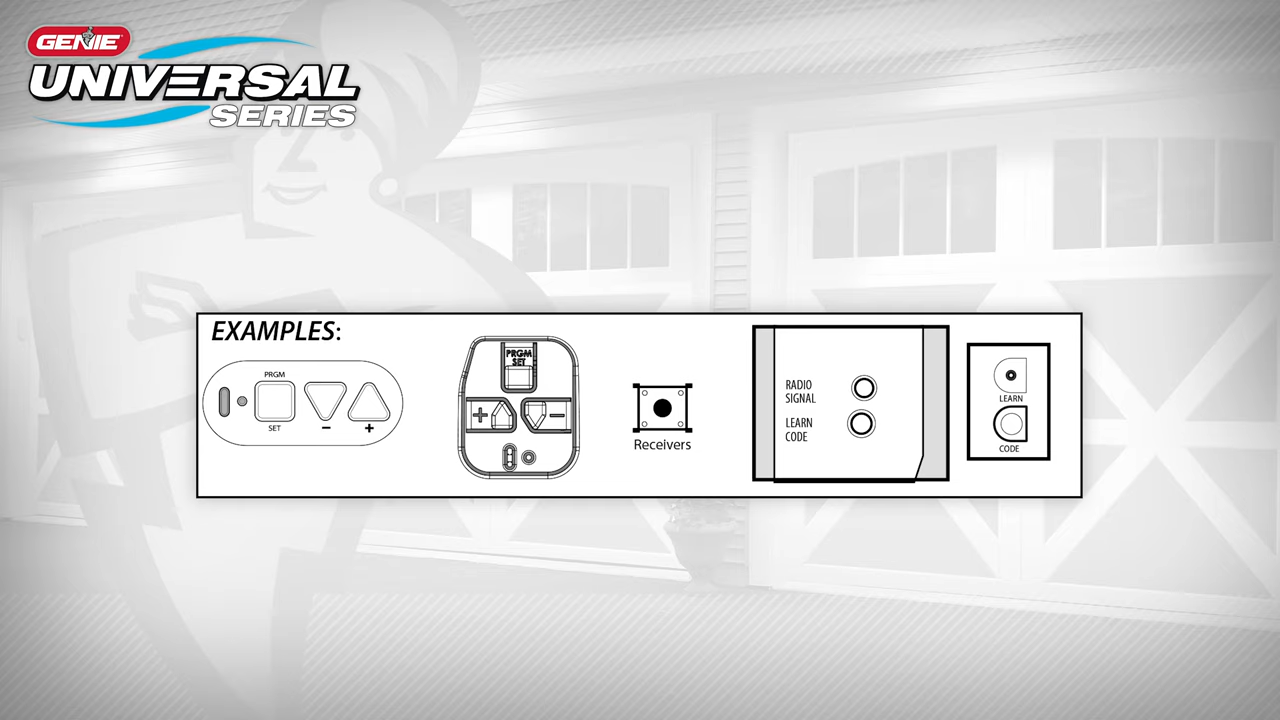 GENIE
UNIVERSAL
SERIES
EXAMPLES:
PRGM
SET
- +
PRGM
SET
+ -
Receivers
RADIO
SIGNAL
LEARN
CODE
LEARN
CODE